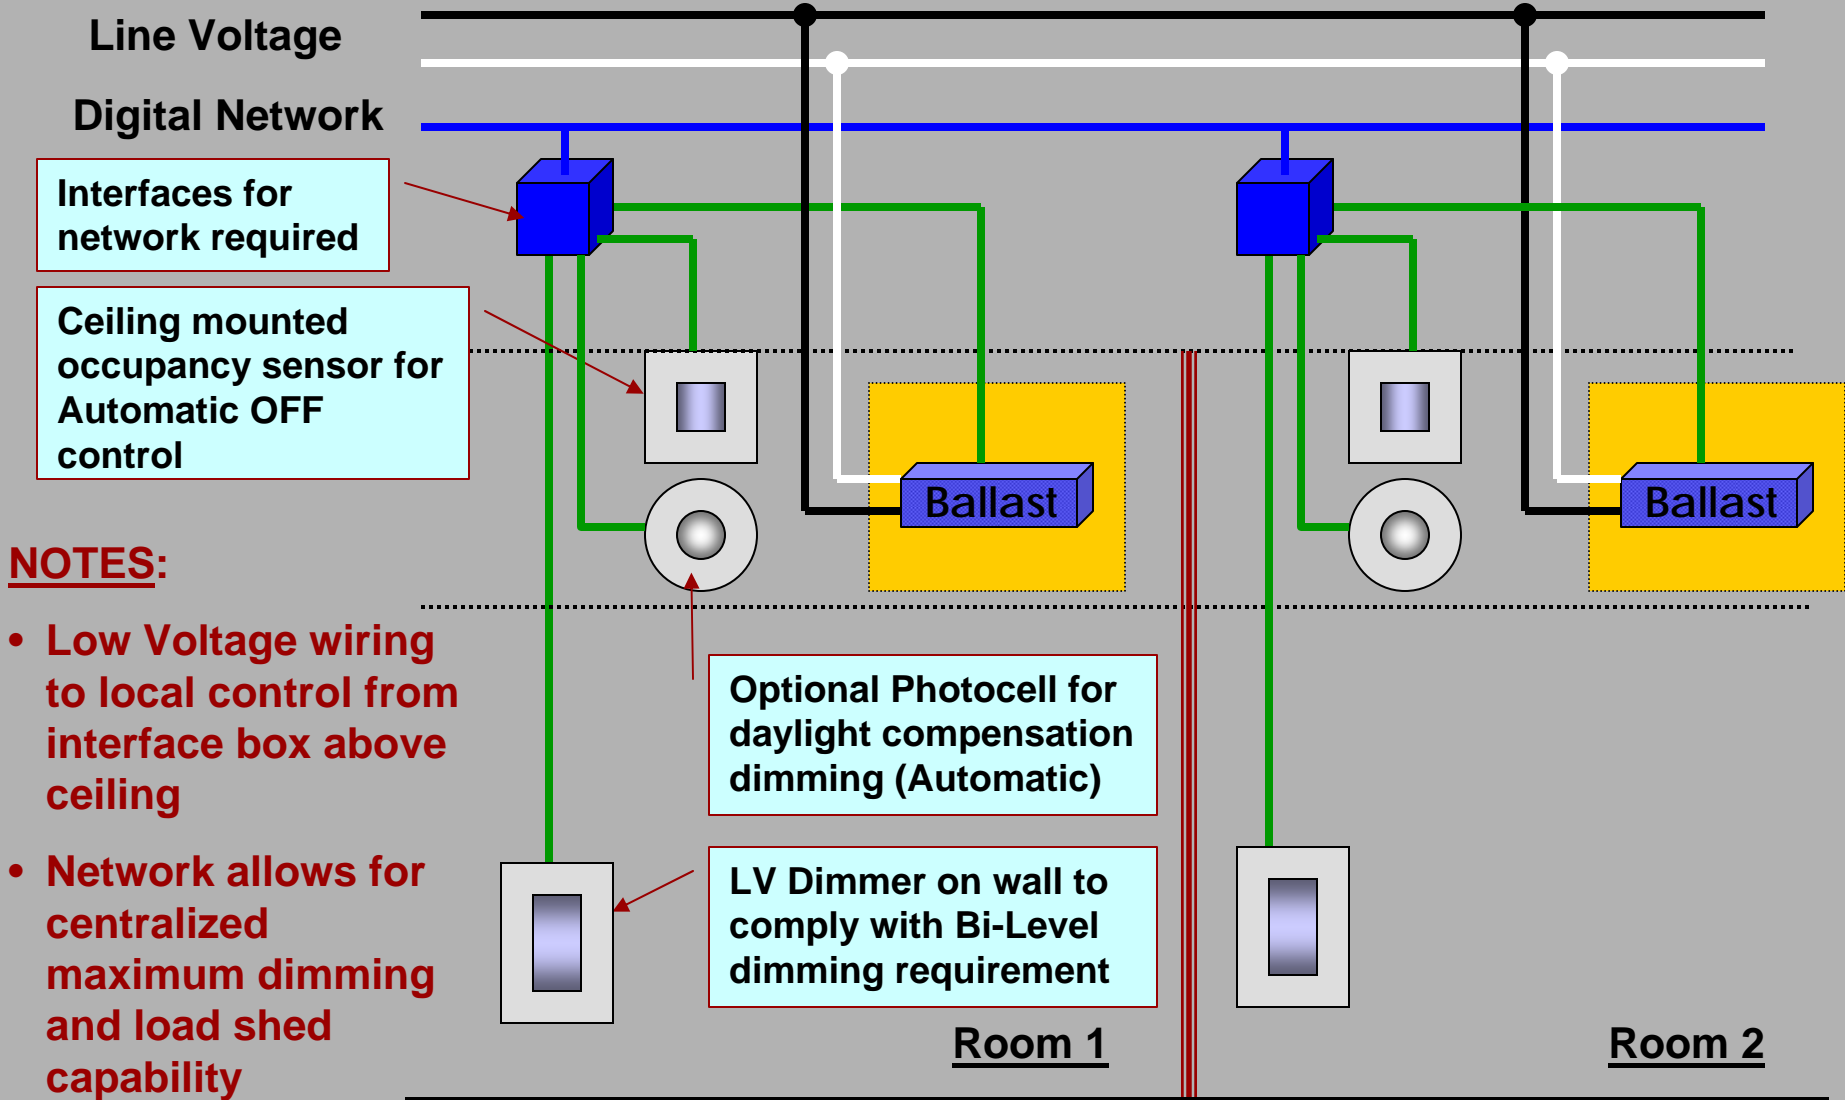 Line Voltage
Digital Network
Interfaces for
network required
Ceiling mounted
occupancy sensor for
Automatic OFF
control
Ballast
Ballast
NOTES:
• Low Voltage wiring
to local control from
interface box above
ceiling
• Network allows for
centralized
maximum dimming
and load shed
capability
Optional Photocell for
daylight compensation
dimming (Automatic)
LV Dimmer on wall to
comply with Bi-Level
dimming requirement
Room 1
Room 2